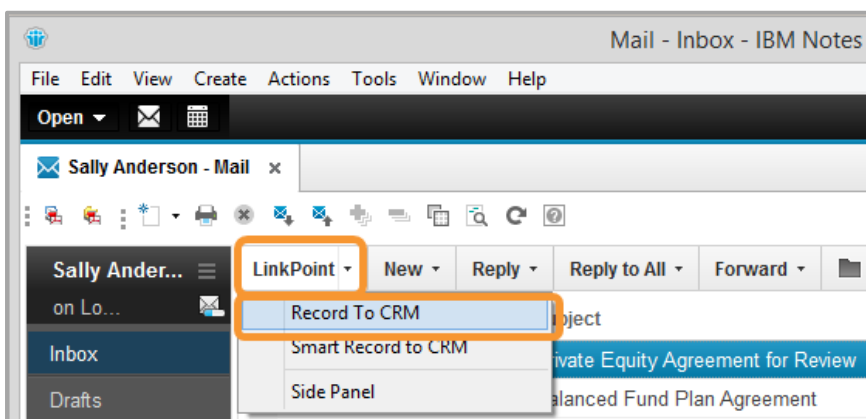 Mail - Inbox - IBM Notes
File Edit View Create Actions Tools Window Help
Open
Sally Anderson - Mail
Sally Ander...
on Lo...
LinkPoint New Reply Reply to All Forward
Record To CRM
Smart Record to CRM
Side Panel
bject
Inbox
ivate Equity Agreement for Review
Drafts
alanced Fund Plan Agreement